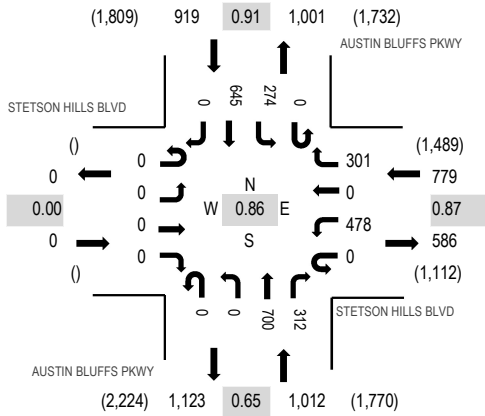 (1,809) 919 0.91 1,001 (1,732)
AUSTIN BLUFFS PKWY
0 645 274 0
STETSON HILLS BLVD
() 0 301 (1,489)
0 0 0 779
0.00 W N 0.86 E S 0.87
0 0 478 586
() 0 0 (1,112)
0 0 700 312
STETSON HILLS BLVD
AUSTIN BLUFFS PKWY
(2,224) 1,123 0.65 1,012 (1,770)